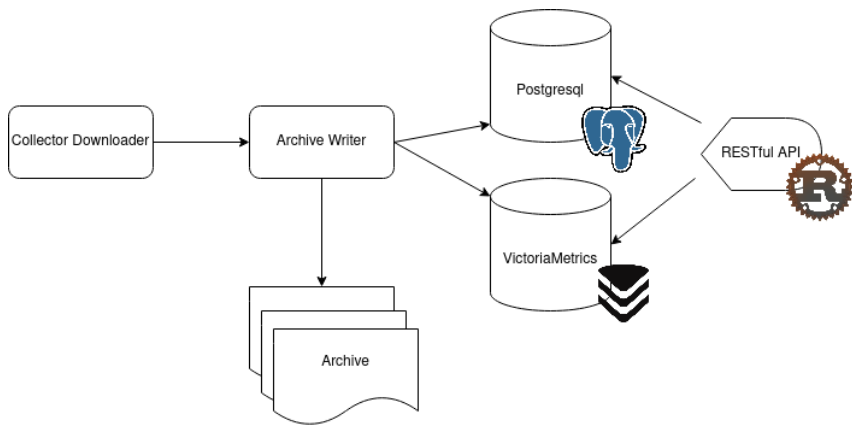 Postgresql
Collector Downloader
Archive Writer
RESTful API
R
VictoriaMetrics
Archive